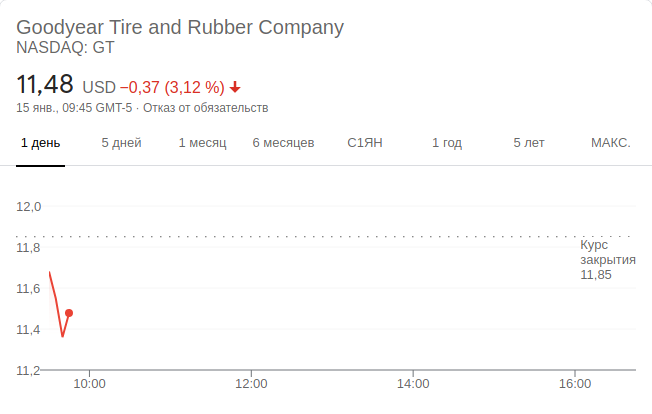 Goodyear Tire and Rubber Company
NASDAQ: GT
11,48 USD −0,37 (3,12 %)
15 янв., 09:45 GMT-5 · Отказ от обязательств
1 день 5 дней 1 месяц 6 месяцев С1ЯН 1 год 5 лет МАКС.
12,0
11,8
Курс
закрытия
11,85
11,6
11,4
11,2
10:00 12:00 14:00 16:00